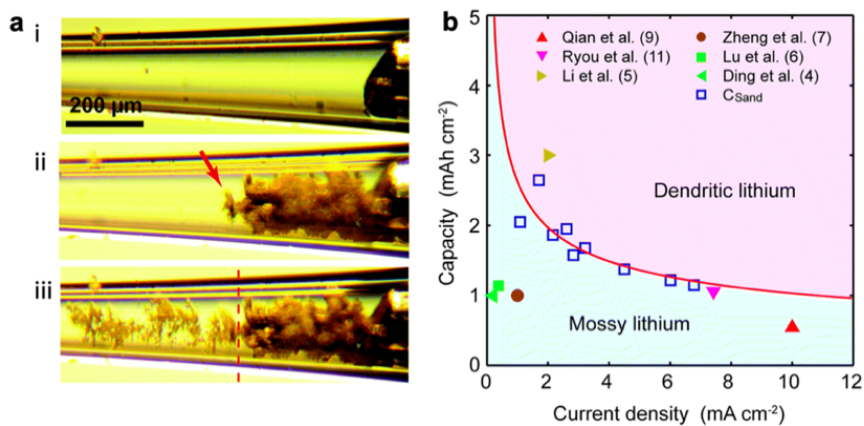 a
i
200 µm
ii
iii
b
Capacity (mAh cm-2)
5
4
3
2
1
0
Qian et al. (9)
Ryou et al. (11)
Li et al. (5)
Zheng et al. (7)
Lu et al. (6)
Ding et al. (4)
CSand
Dendritic lithium
Mossy lithium
0 2 4 6 8 10 12
Current density (mA cm-2)